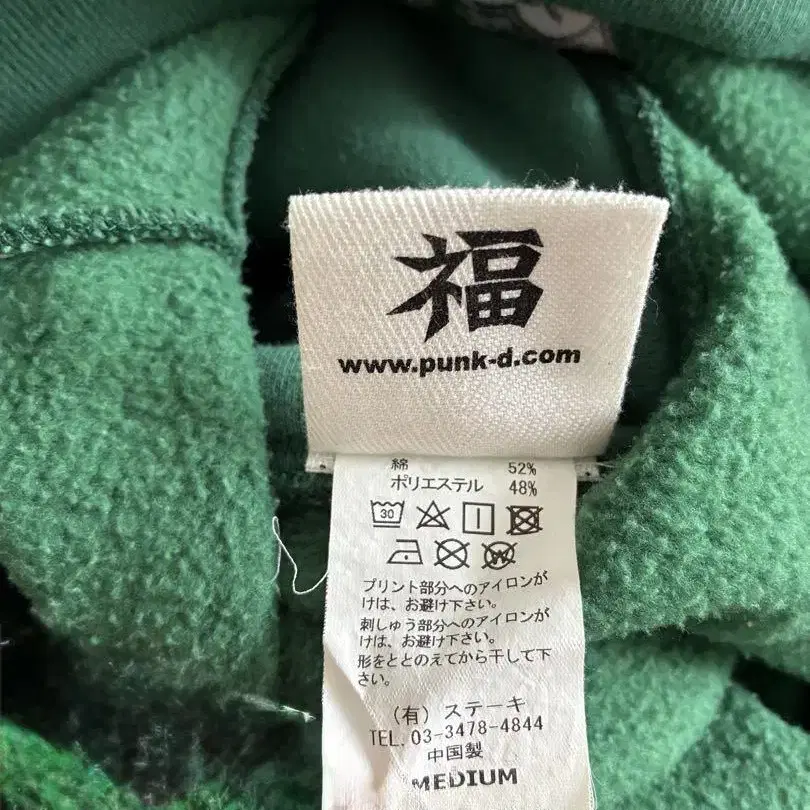 福
www.punk-d.com
綿 52%
ポリエステル 48%
30
W
プリント部分へのアイロンが
けは、お避け下さい。
刺しゅう部分へのアイロンが
けは、お避け下さい。
形をととのえてから干して下
さい。
(有) ステーキ
TEL. 03-3478-4844
中国製
MEDIUM